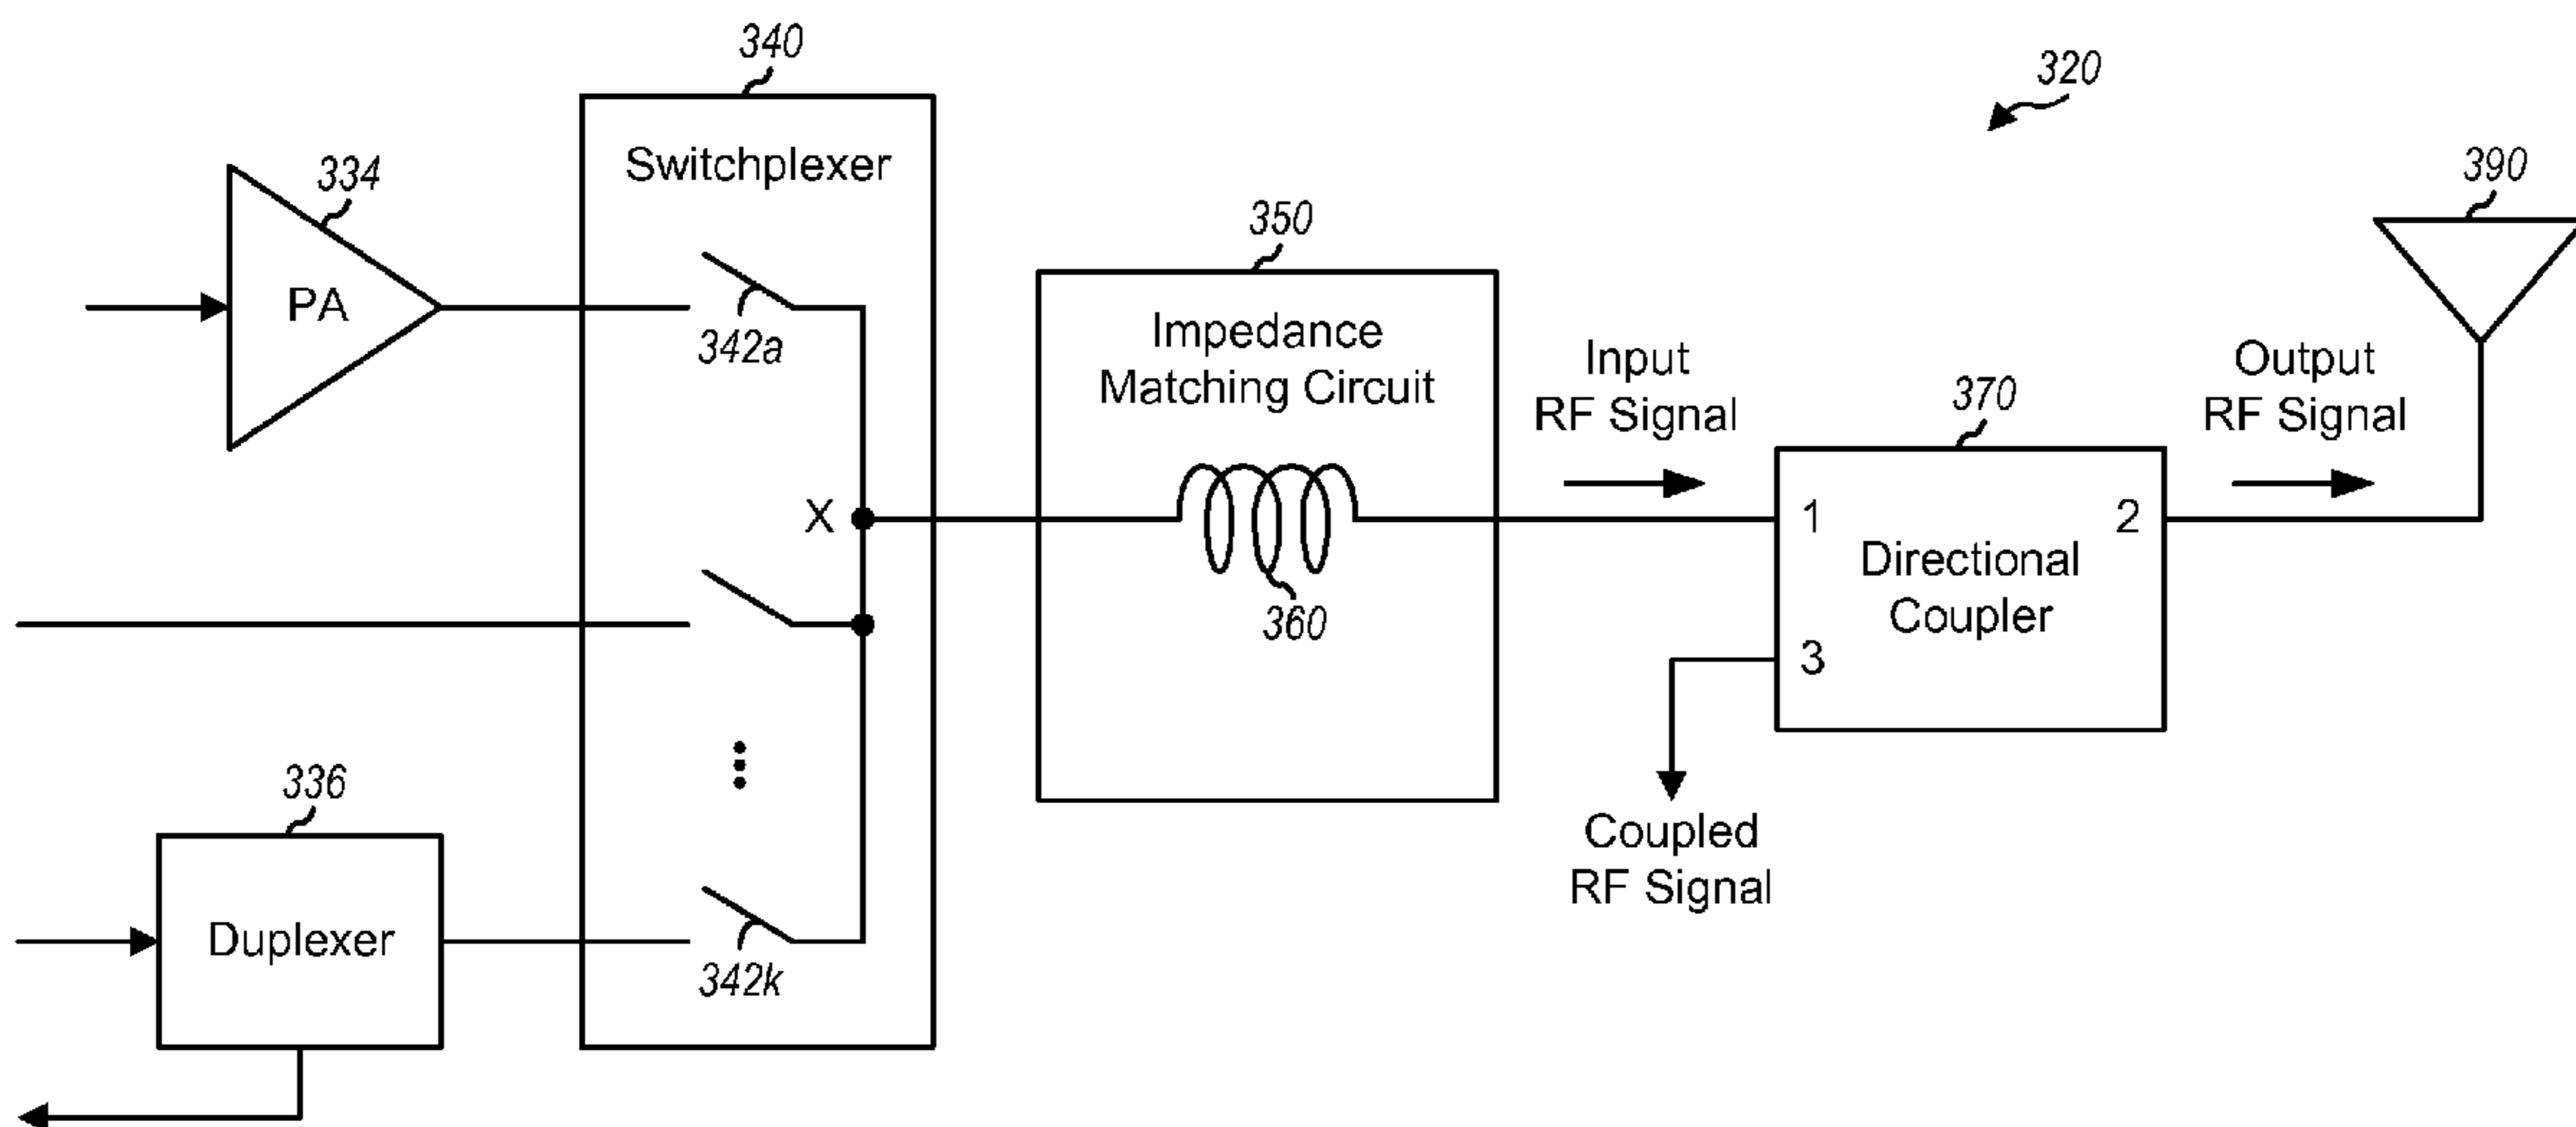 340
320
334
390
Switchplexer
350
PA
342a
Impedance
Matching Circuit
Input
RF Signal
370
Output
RF Signal
X
1
2
Directional
Coupler
3
360
336
Coupled
RF Signal
Duplexer
342k